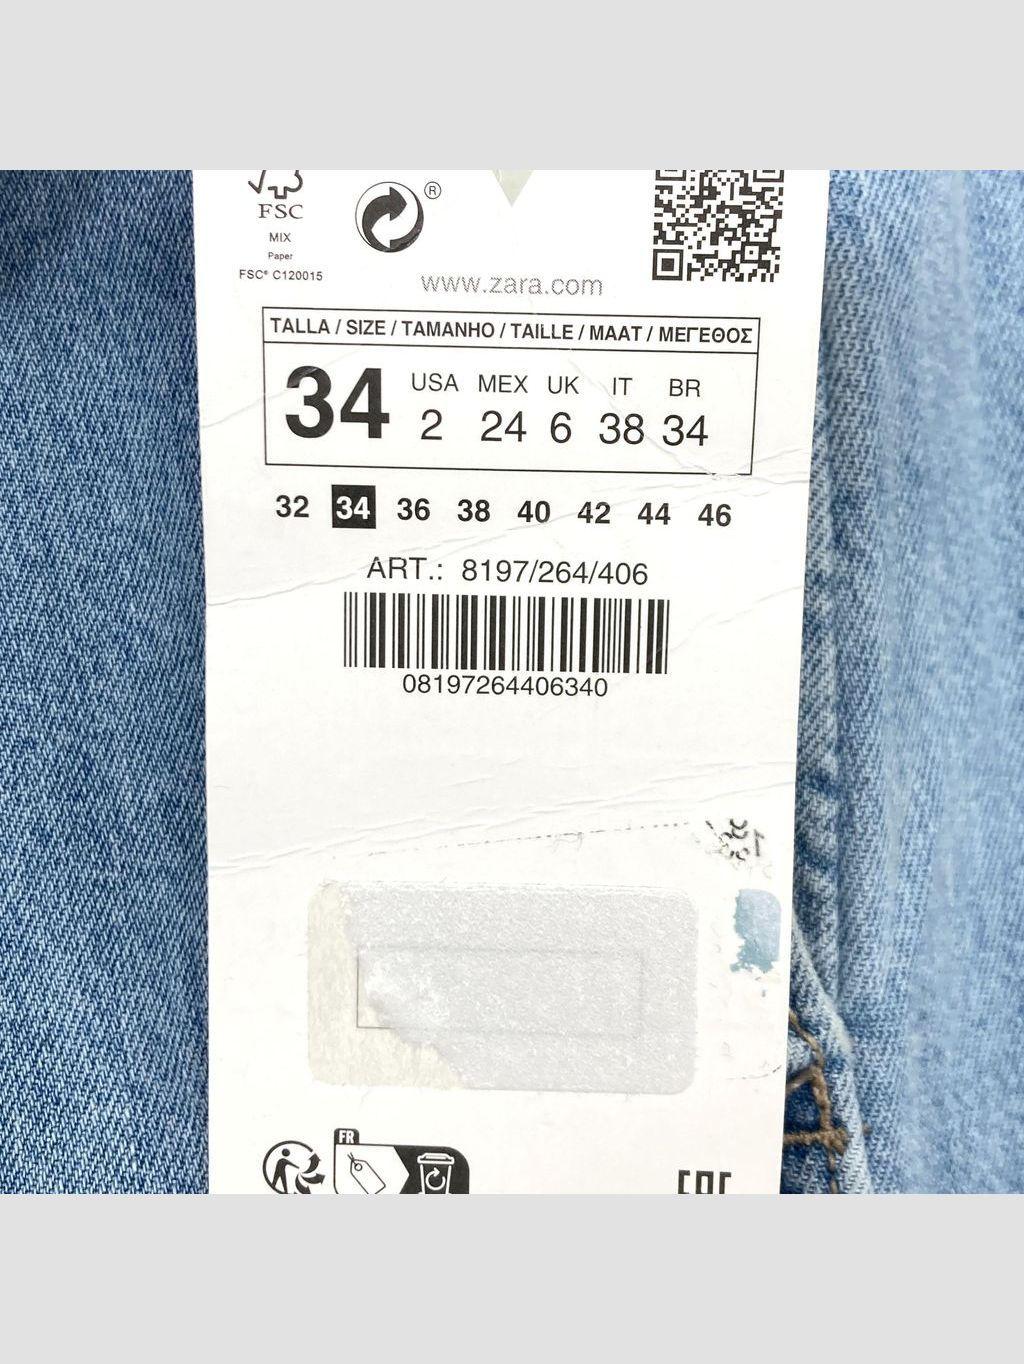 FSC
MIX
Paper
FSC® C120015
®
www.zara.com
TALLA / SIZE / TAMANHO / TAILLE / MAAT / ΜΕΓΕΘΟΣ
34
USA MEX UK IT BR
2 24 6 38 34
32 34 36 38 40 42 44 46
ART.: 8197/264/406
08197264406340
FR